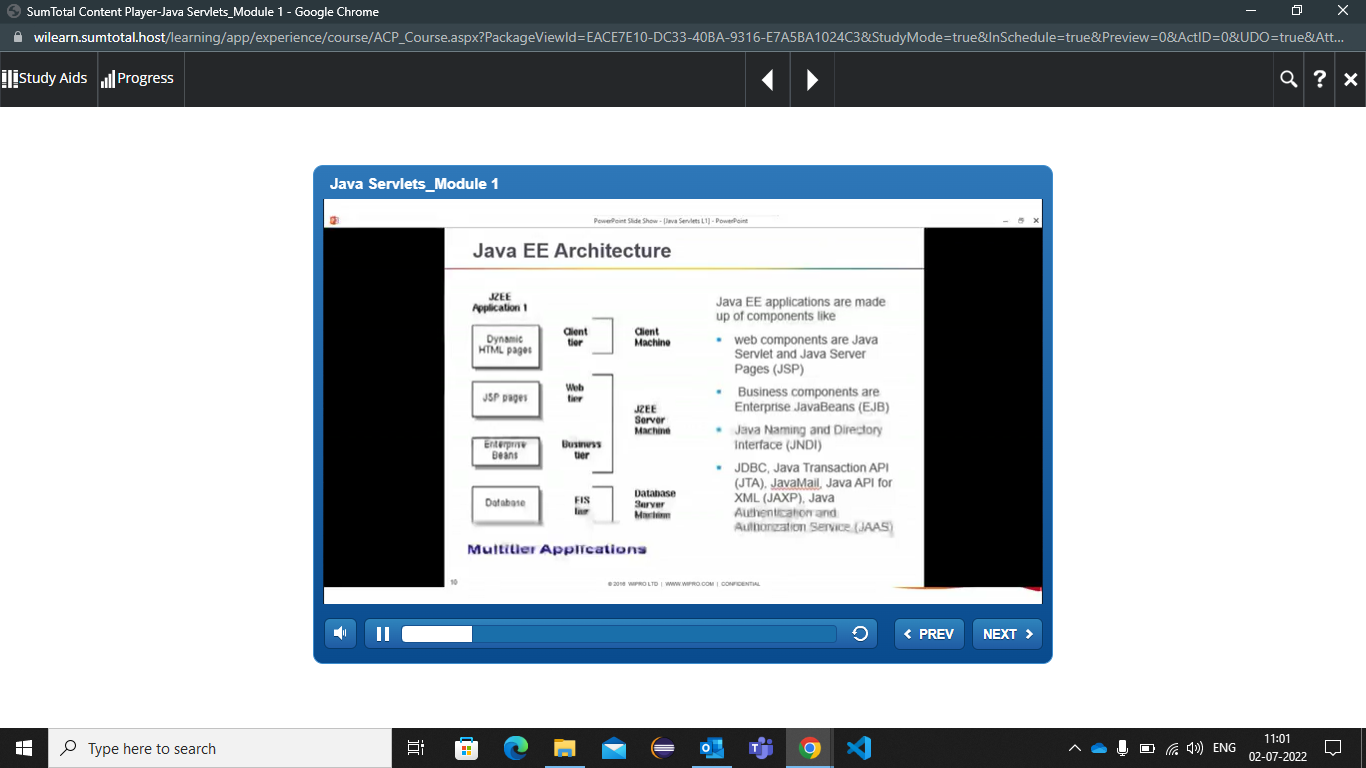 SumTotal Content Player-Java Servlets_Module 1 - Google Chrome
wilearn.sumtotal.host/learning/app/experience/course/ACP_Course.aspx?PackageViewId=EACE7E10-DC33-40BA-9316-E7A5BA1024C3&StudyMode=true&InSchedule=true&Preview=0&ActID=0&UDO=true&Att...
Study Aids
Progress
?
Java Servlets_Module 1
PowerPoint Slide Show - [Java Servlets L1] - PowerPoint
Java EE Architecture
J2EE
Application 1
Dynamic
HTML pages
Client
tier
Client
Machine
JSP pages
Web
tier
J2EE
Server
Machine
Enterprise
Beans
Business
tier
Database
EIS
tier
Database
Server
Machine
Multitier Applications
Java EE applications are made
up of components like
• web components are Java
Servlet and Java Server
Pages (JSP)
• Business components are
Enterprise JavaBeans (EJB)
• Java Naming and Directory
Interface (JNDI)
• JDBC, Java Transaction API
(JTA), JavaMail, Java API for
XML (JAXP), Java
Authentication and
Authorization Service (JAAS)
10
© 2016 WIPRO LTD | WWW.WIPRO.COM | CONFIDENTIAL
PREV
NEXT
Type here to search
ENG
11:01
02-07-2022